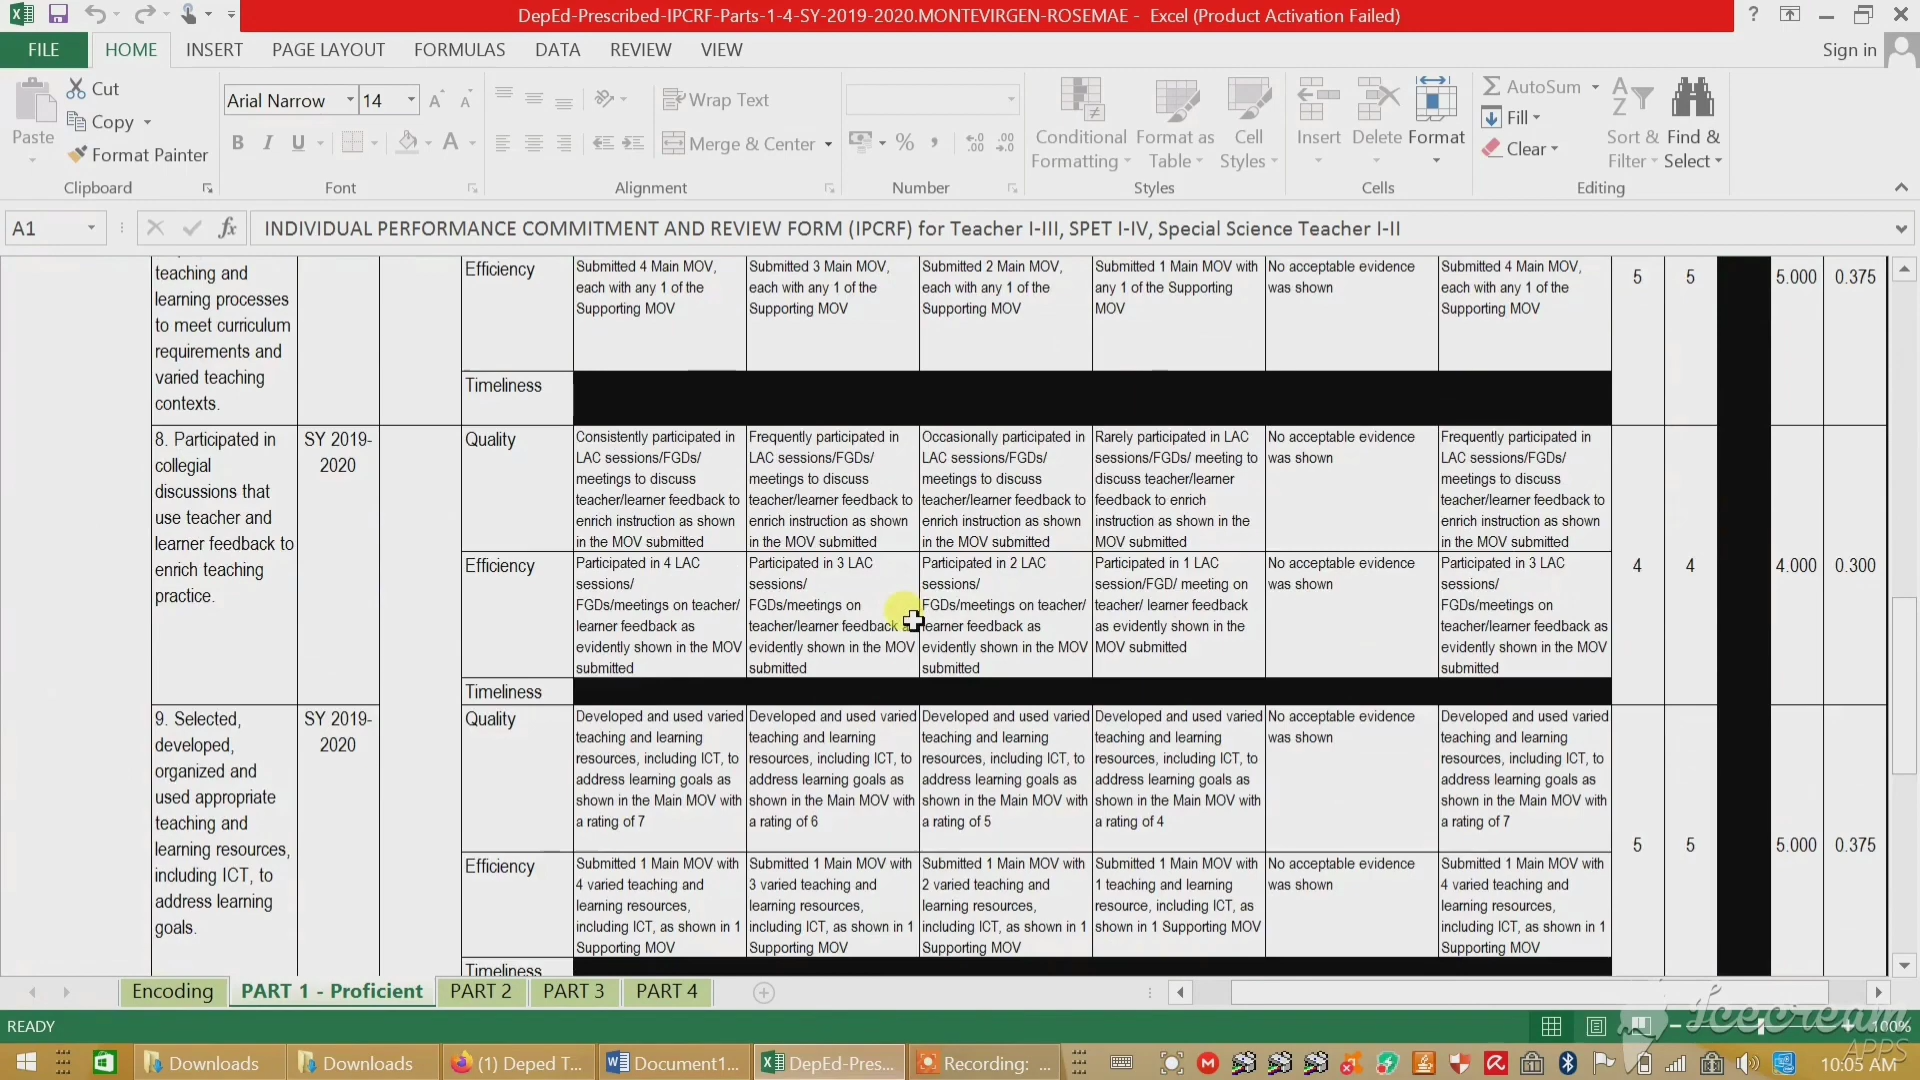 DepEd-Prescribed-IPCRF-Parts-1-4-SY-2019-2020.MONTEVIRGEN-ROSEMAE - Excel (Product Activation Failed)
FILE HOME INSERT PAGE LAYOUT FORMULAS DATA REVIEW VIEW Sign in
Paste
Cut
Copy
Format Painter
Clipboard
Arial Narrow 14
B I U
Font
Wrap Text
Merge & Center
Alignment
Number
Conditional Formatting
Format as Table
Cell Styles
Styles
Insert Delete Format
Cells
AutoSum
Fill
Clear
Sort & Filter
Find & Select
Editing
A1
INDIVIDUAL PERFORMANCE COMMITMENT AND REVIEW FORM (IPCRF) for Teacher I-III, SPET I-IV, Special Science Teacher I-II
teaching and
learning processes
to meet curriculum
requirements and
varied teaching
contexts.
Efficiency
Submitted 4 Main MOV,
each with any 1 of the
Supporting MOV
Submitted 3 Main MOV,
each with any 1 of the
Supporting MOV
Submitted 2 Main MOV,
each with any 1 of the
Supporting MOV
Submitted 1 Main MOV with
any 1 of the Supporting
MOV
No acceptable evidence
was shown
Submitted 4 Main MOV,
each with any 1 of the
Supporting MOV
5 5 5.000 0.375
Timeliness
8. Participated in
collegial
discussions that
use teacher and
learner feedback to
enrich teaching
practice.
SY 2019-
2020
Quality
Consistently participated in
LAC sessions/FGDs/
meetings to discuss
teacher/learner feedback to
enrich instruction as shown
in the MOV submitted
Frequently participated in
LAC sessions/FGDs/
meetings to discuss
teacher/learner feedback to
enrich instruction as shown
in the MOV submitted
Occasionally participated in
LAC sessions/FGDs/
meetings to discuss
teacher/learner feedback to
enrich instruction as shown
in the MOV submitted
Rarely participated in LAC
sessions/FGDs/ meeting to
discuss teacher/learner
feedback to enrich
instruction as shown in the
MOV submitted
No acceptable evidence
was shown
Frequently participated in
LAC sessions/FGDs/
meetings to discuss
teacher/learner feedback to
enrich instruction as shown
in the MOV submitted
Efficiency
Participated in 4 LAC
sessions/
FGDs/meetings on teacher/
learner feedback as
evidently shown in the MOV
submitted
Participated in 3 LAC
sessions/
FGDs/meetings on
teacher/learner feedback
evidently shown in the MOV
submitted
Participated in 2 LAC
sessions/
FGDs/meetings on teacher/
learner feedback as
evidently shown in the MOV
submitted
Participated in 1 LAC
session/FGD/ meeting on
teacher/ learner feedback
as evidently shown in the
MOV submitted
No acceptable evidence
was shown
Participated in 3 LAC
sessions/
FGDs/meetings on
teacher/learner feedback as
evidently shown in the MOV
submitted
4 4 4.000 0.300
Timeliness
9. Selected,
developed,
organized and
used appropriate
teaching and
learning resources,
including ICT, to
address learning
goals.
SY 2019-
2020
Quality
Developed and used varied
teaching and learning
resources, including ICT, to
address learning goals as
shown in the Main MOV with
a rating of 7
Developed and used varied
teaching and learning
resources, including ICT, to
address learning goals as
shown in the Main MOV with
a rating of 6
Developed and used varied
teaching and learning
resources, including ICT, to
address learning goals as
shown in the Main MOV with
a rating of 5
Developed and used varied
teaching and learning
resources, including ICT, to
address learning goals as
shown in the Main MOV with
a rating of 4
No acceptable evidence
was shown
Developed and used varied
teaching and learning
resources, including ICT, to
address learning goals as
shown in the Main MOV with
a rating of 7
Efficiency
Submitted 1 Main MOV with
4 varied teaching and
learning resources,
including ICT, as shown in 1
Supporting MOV
Submitted 1 Main MOV with
3 varied teaching and
learning resources,
including ICT, as shown in 1
Supporting MOV
Submitted 1 Main MOV with
2 varied teaching and
learning resources,
including ICT, as shown in 1
Supporting MOV
Submitted 1 Main MOV with
1 teaching and learning
resource, including ICT, as
shown in 1 Supporting MOV
No acceptable evidence
was shown
Submitted 1 Main MOV with
4 varied teaching and
learning resources,
including ICT, as shown in 1
Supporting MOV
5 5 5.000 0.375
Timeliness
Encoding PART 1 - Proficient PART 2 PART 3 PART 4
READY
100%
Icecream
APPS
Downloads Downloads (1) Deped T... Document1... DepEd-Pres... Recording: ... 10:05 AM